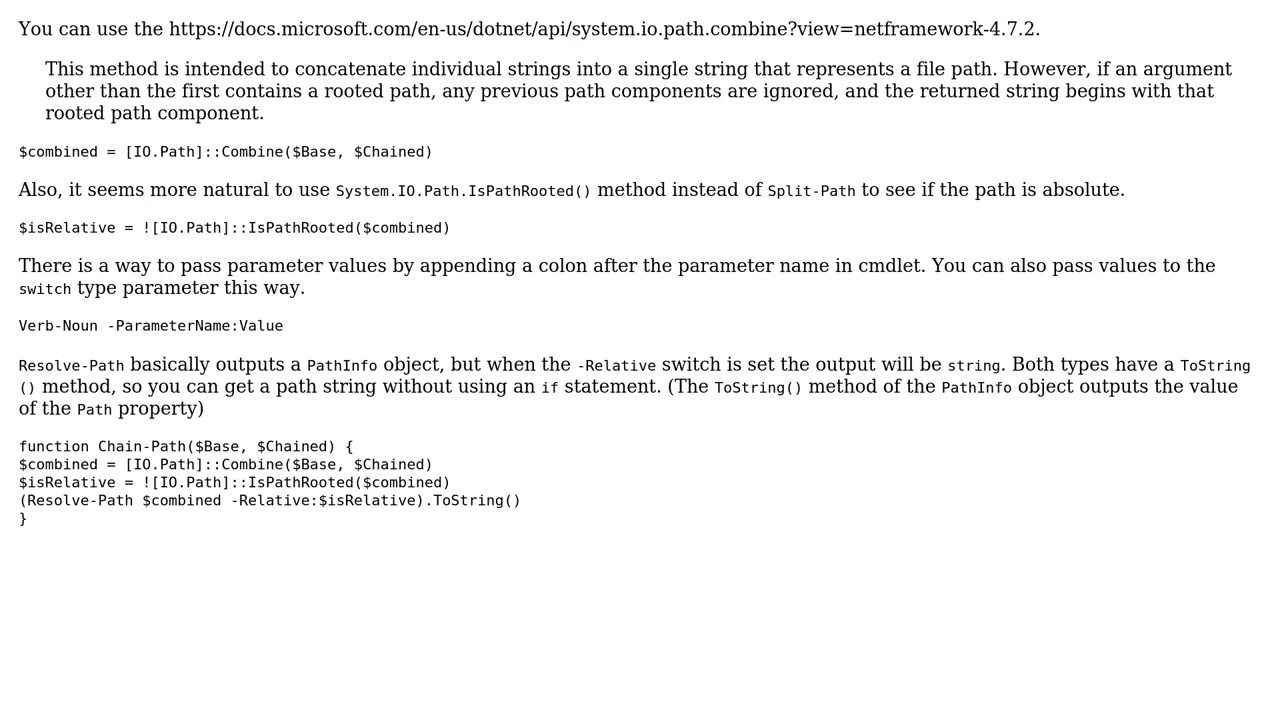 You can use the https://docs.microsoft.com/en-us/dotnet/api/system.io.path.combine?view=netframework-4.7.2.
This method is intended to concatenate individual strings into a single string that represents a file path. However, if an argument
other than the first contains a rooted path, any previous path components are ignored, and the returned string begins with that
rooted path component.
$combined = [IO.Path]::Combine($Base, $Chained)
Also, it seems more natural to use System.IO.Path.IsPathRooted() method instead of Split-Path to see if the path is absolute.
$isRelative = ![IO.Path]::IsPathRooted($combined)
There is a way to pass parameter values by appending a colon after the parameter name in cmdlet. You can also pass values to the
switch type parameter this way.
Verb-Noun -ParameterName:Value
Resolve-Path basically outputs a PathInfo object, but when the -Relative switch is set the output will be string. Both types have a ToString
() method, so you can get a path string without using an if statement. (The ToString() method of the PathInfo object outputs the value
of the Path property)
function Chain-Path($Base, $Chained) {
$combined = [IO.Path]::Combine($Base, $Chained)
$isRelative = ![IO.Path]::IsPathRooted($combined)
(Resolve-Path $combined -Relative:$isRelative).ToString()
}